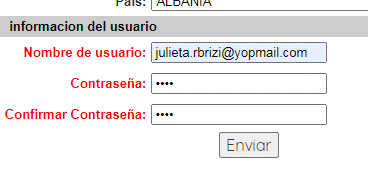 País: ALBANIA
informacion del usuario
Nombre de usuario: julieta.rbrizi@yopmail.com
Contraseña: ••••
Confirmar Contraseña: ••••
Enviar